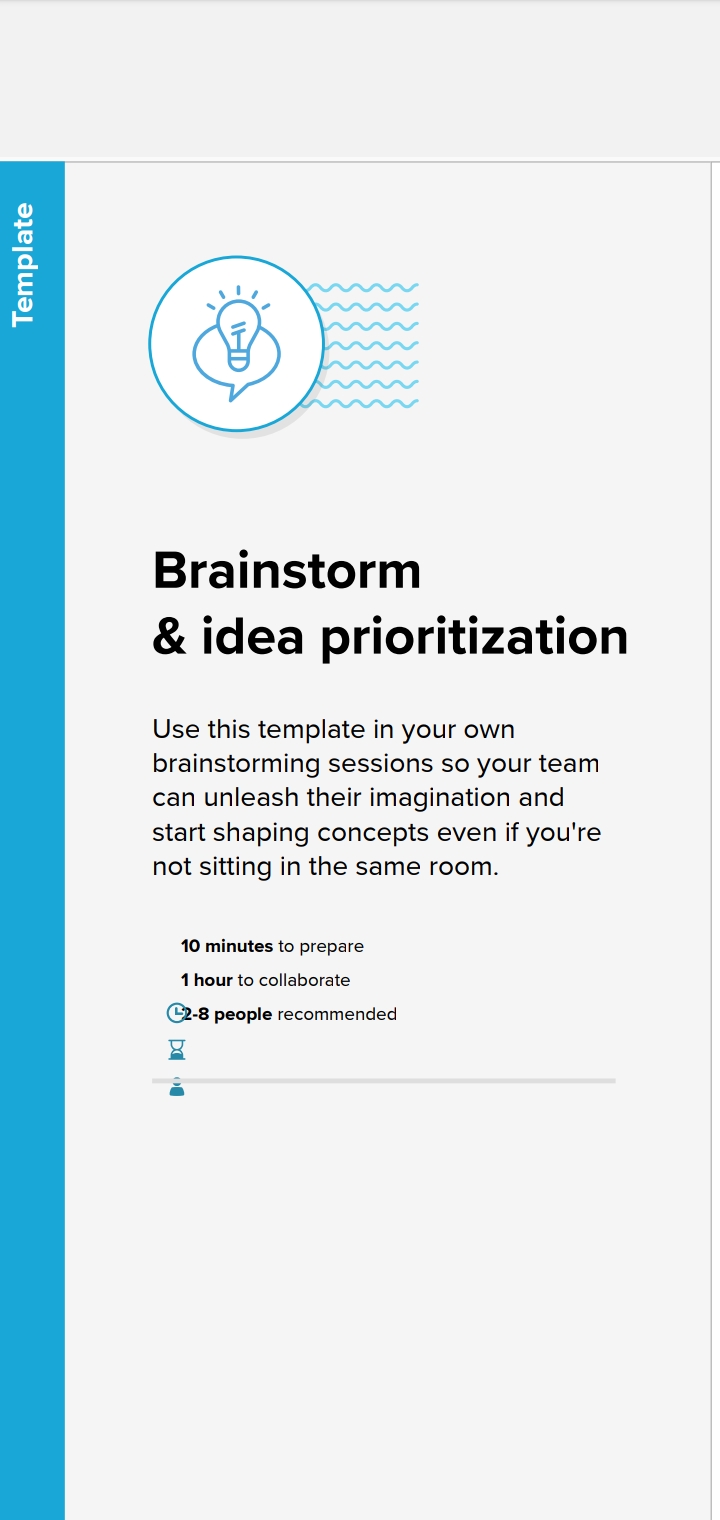 Template
Brainstorm
& idea prioritization
Use this template in your own
brainstorming sessions so your team
can unleash their imagination and
start shaping concepts even if you're
not sitting in the same room.
10 minutes to prepare
1 hour to collaborate
2-8 people recommended